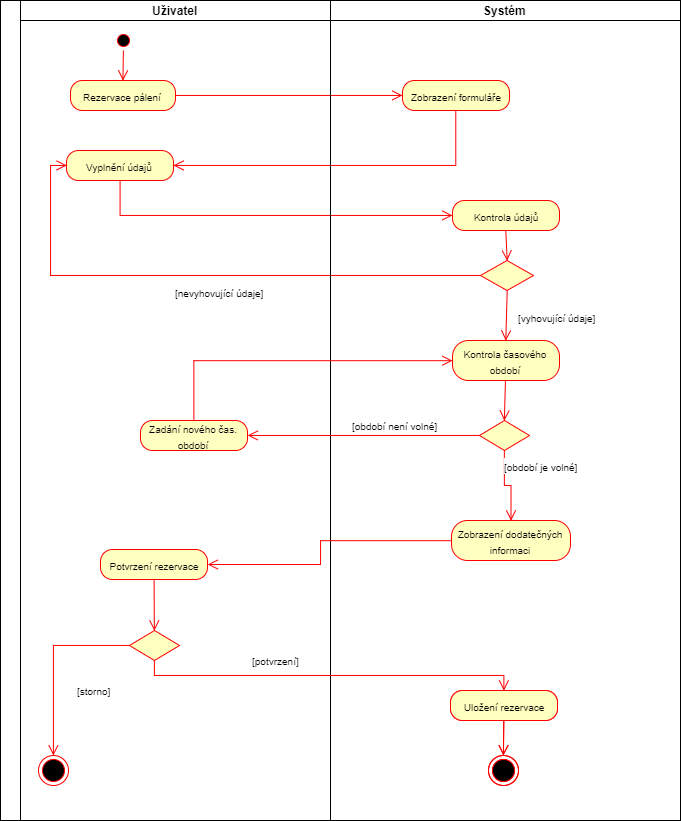 Uživatel
Systém
Rezervace pálení
Zobrazení formuláře
Vyplnění údajů
Kontrola údajů
[nevyhovující údaje]
[vyhovující údaje]
Kontrola časového
období
Zadání nového čas.
období
[období není volné]
[období je volné]
Zobrazení dodatečných
informaci
Potvrzení rezervace
[potvrzení]
[storno]
Uložení rezervace